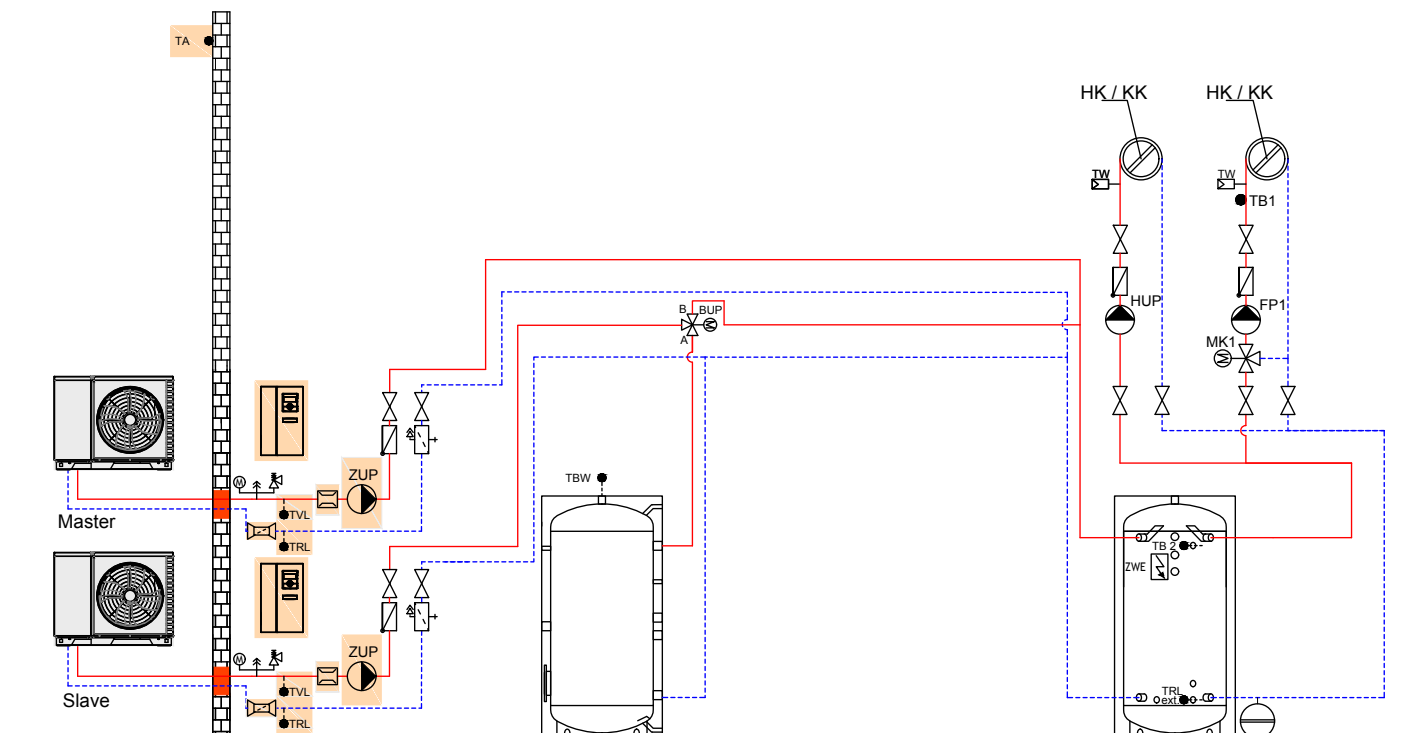 TA
HK / KK
HK / KK
TW
TW
TB1
HUP
FP1
B
BUP
M
A
MK1
M
ZUP
TBW
M
TVL
Master
TRL
TB 2
ZWE
ZUP
M
TVL
Slave
TRL
TRL
ext.